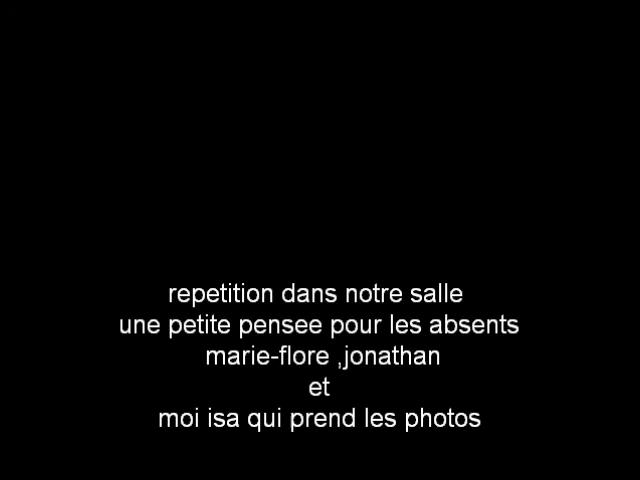 repetition dans notre salle
une petite pensee pour les absents
marie-flore ,jonathan
et
moi isa qui prend les photos